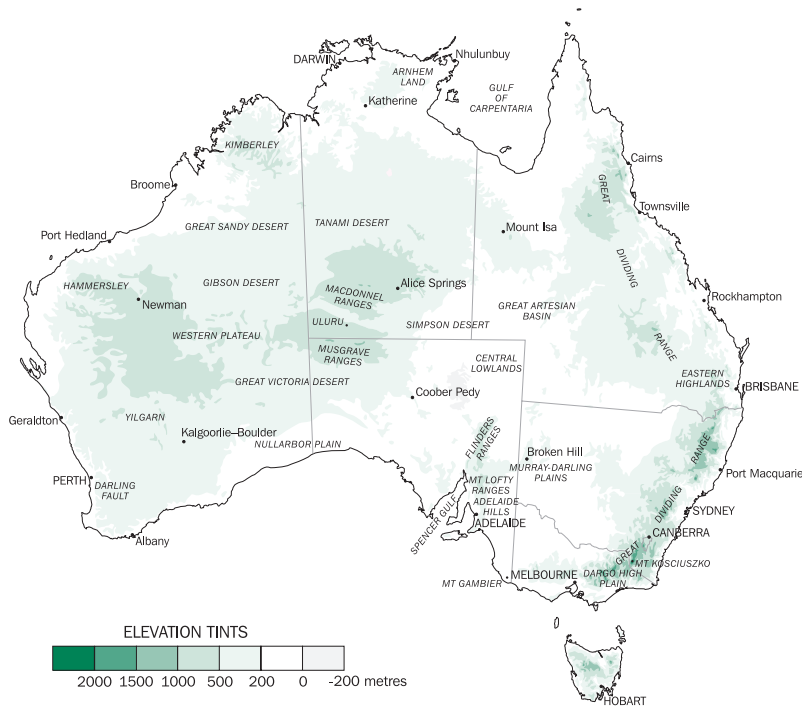 DARWIN
Nhulunbuy
ARNHEM
LAND
GULF
OF
CARPENTARIA
Katherine
KIMBERLEY
Cairns
Broome
GREAT
Townsville
GREAT SANDY DESERT
TANAMI DESERT
Mount Isa
Port Hedland
DIVIDING
HAMMERSLEY
GIBSON DESERT
Alice Springs
MACDONNEL
RANGES
Newman
Rockhampton
GREAT ARTESIAN
BASIN
ULURU
SIMPSON DESERT
WESTERN PLATEAU
RANGE
MUSGRAVE
RANGES
CENTRAL
LOWLANDS
EASTERN
HIGHLANDS
GREAT VICTORIA DESERT
BRISBANE
Coober Pedy
Geraldton
YILGARN
Kalgoorlie–Boulder
NULLARBOR PLAIN
FLINDERS
RANGES
Broken Hill
MURRAY-DARLING
PLAINS
RANGE
Port Macquarie
PERTH
DARLING
FAULT
MT LOFTY
RANGES
ADELAIDE
HILLS
SPENCER GULF
ADELAIDE
DIVIDING
SYDNEY
Albany
CANBERRA
GREAT
MT KOSCIUSZKO
MT GAMBIER
MELBOURNE
DARGO HIGH
PLAIN
HOBART
ELEVATION TINTS
2000 1500 1000 500 200 0 -200 metres